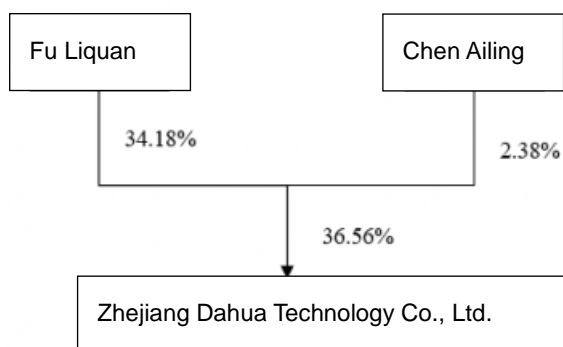 Fu Liquan
Chen Ailing
34.18%
2.38%
36.56%
Zhejiang Dahua Technology Co., Ltd.